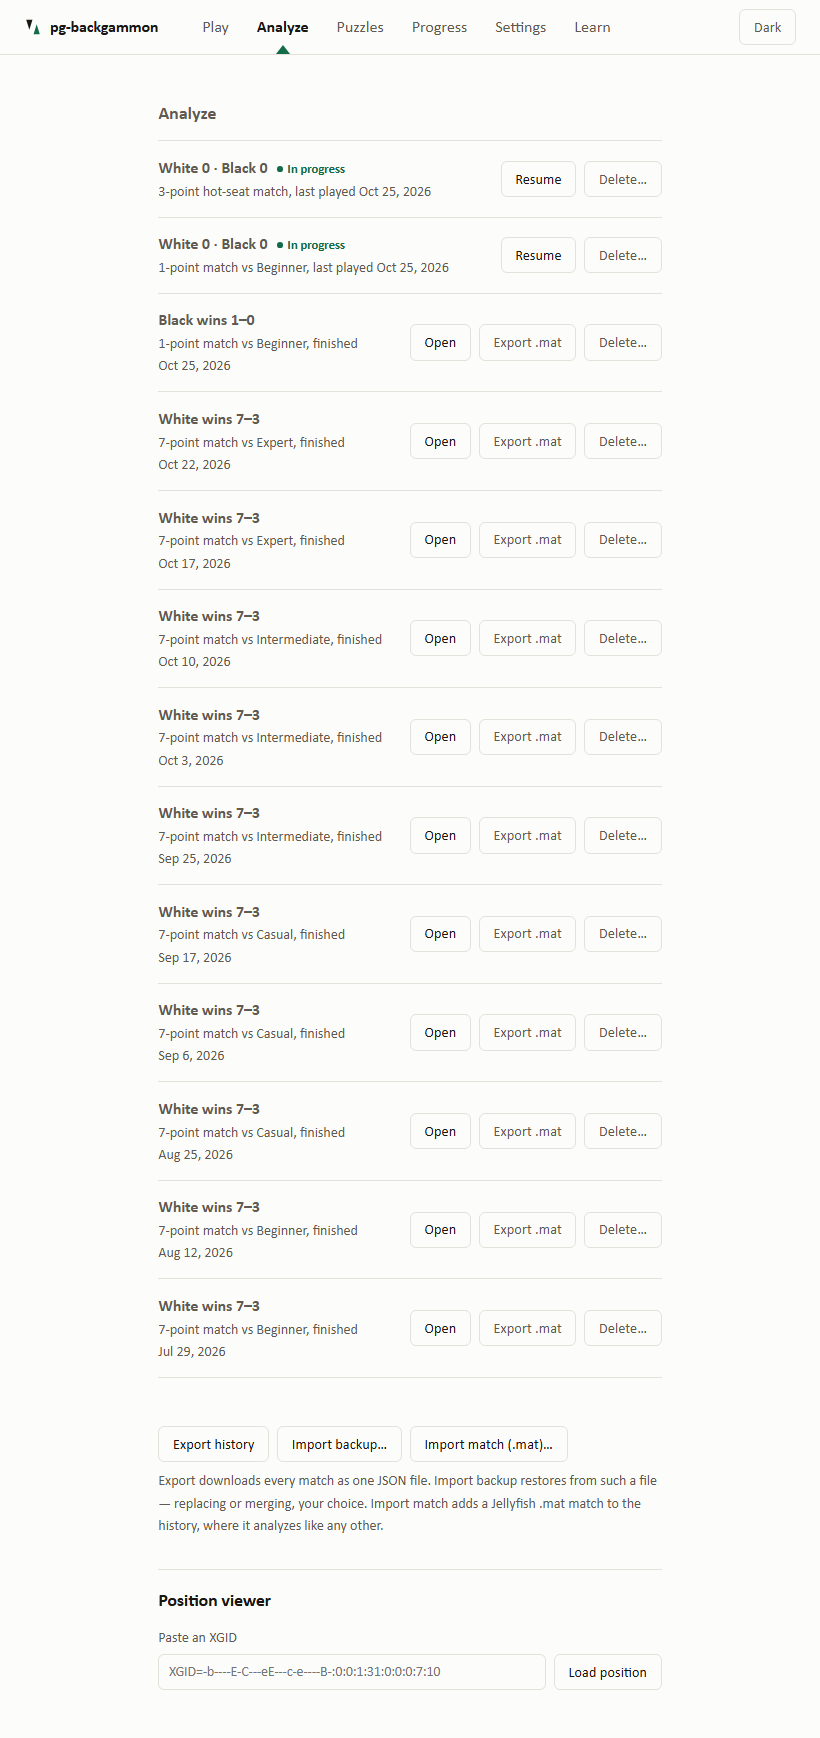 pg-backgammon Play Analyze Puzzles Progress Settings Learn Dark
Analyze
White 0 · Black 0 In progress
3-point hot-seat match, last played Oct 25, 2026
Resume Delete…
White 0 · Black 0 In progress
1-point match vs Beginner, last played Oct 25, 2026
Resume Delete…
Black wins 1–0
1-point match vs Beginner, finished
Oct 25, 2026
Open Export .mat Delete…
White wins 7–3
7-point match vs Expert, finished
Oct 22, 2026
Open Export .mat Delete…
White wins 7–3
7-point match vs Expert, finished
Oct 17, 2026
Open Export .mat Delete…
White wins 7–3
7-point match vs Intermediate, finished
Oct 10, 2026
Open Export .mat Delete…
White wins 7–3
7-point match vs Intermediate, finished
Oct 3, 2026
Open Export .mat Delete…
White wins 7–3
7-point match vs Intermediate, finished
Sep 25, 2026
Open Export .mat Delete…
White wins 7–3
7-point match vs Casual, finished
Sep 17, 2026
Open Export .mat Delete…
White wins 7–3
7-point match vs Casual, finished
Sep 6, 2026
Open Export .mat Delete…
White wins 7–3
7-point match vs Casual, finished
Aug 25, 2026
Open Export .mat Delete…
White wins 7–3
7-point match vs Beginner, finished
Aug 12, 2026
Open Export .mat Delete…
White wins 7–3
7-point match vs Beginner, finished
Jul 29, 2026
Open Export .mat Delete…
Export history Import backup… Import match (.mat)…
Export downloads every match as one JSON file. Import backup restores from such a file
— replacing or merging, your choice. Import match adds a Jellyfish .mat match to the
history, where it analyzes like any other.
Position viewer
Paste an XGID
XGID=-b----E-C---eE---c-e----B-:0:0:1:31:0:0:0:7:10 Load position